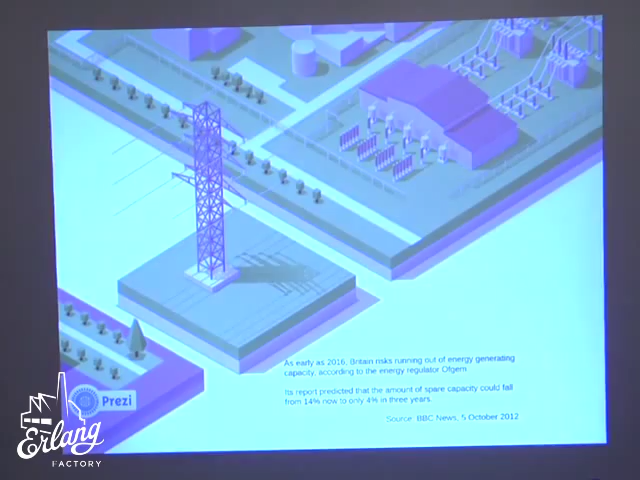 As early as 2016, Britain risks running out of energy generating
capacity, according to the energy regulator Ofgem
Its report predicted that the amount of spare capacity could fall
from 14% now to only 4% in three years.
Source: BBC News, 5 October 2012
Prezi
Erlang
FACTORY